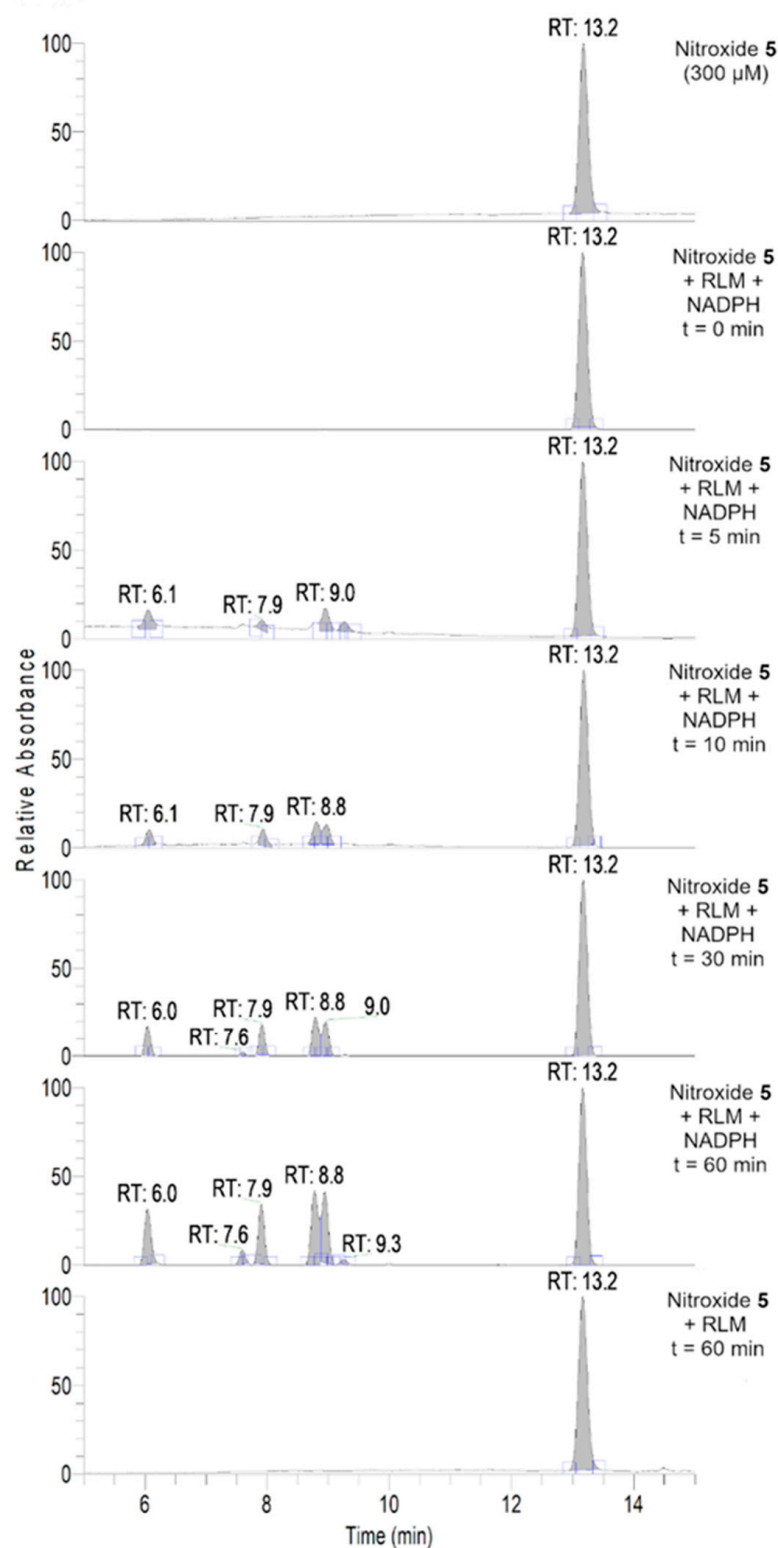 RT: 13.2
Nitroxide 5
(300 µM)
100
50
0
RT: 13.2
Nitroxide 5
+ RLM +
NADPH
t = 0 min
100
50
0
RT: 13.2
Nitroxide 5
+ RLM +
NADPH
t = 5 min
100
50
0
RT: 6.1
RT: 7.9
RT: 9.0
RT: 13.2
Nitroxide 5
+ RLM +
NADPH
t = 10 min
100
50
0
RT: 6.1
RT: 7.9
RT: 8.8
Relative Absorbance
RT: 13.2
Nitroxide 5
+ RLM +
NADPH
t = 30 min
100
50
0
RT: 6.0
RT: 7.6
RT: 7.9
RT: 8.8
9.0
RT: 13.2
Nitroxide 5
+ RLM +
NADPH
t = 60 min
100
50
0
RT: 6.0
RT: 7.6
RT: 7.9
RT: 8.8
RT: 9.3
RT: 13.2
Nitroxide 5
+ RLM
t = 60 min
100
50
0
6 8 10 12 14
Time (min)